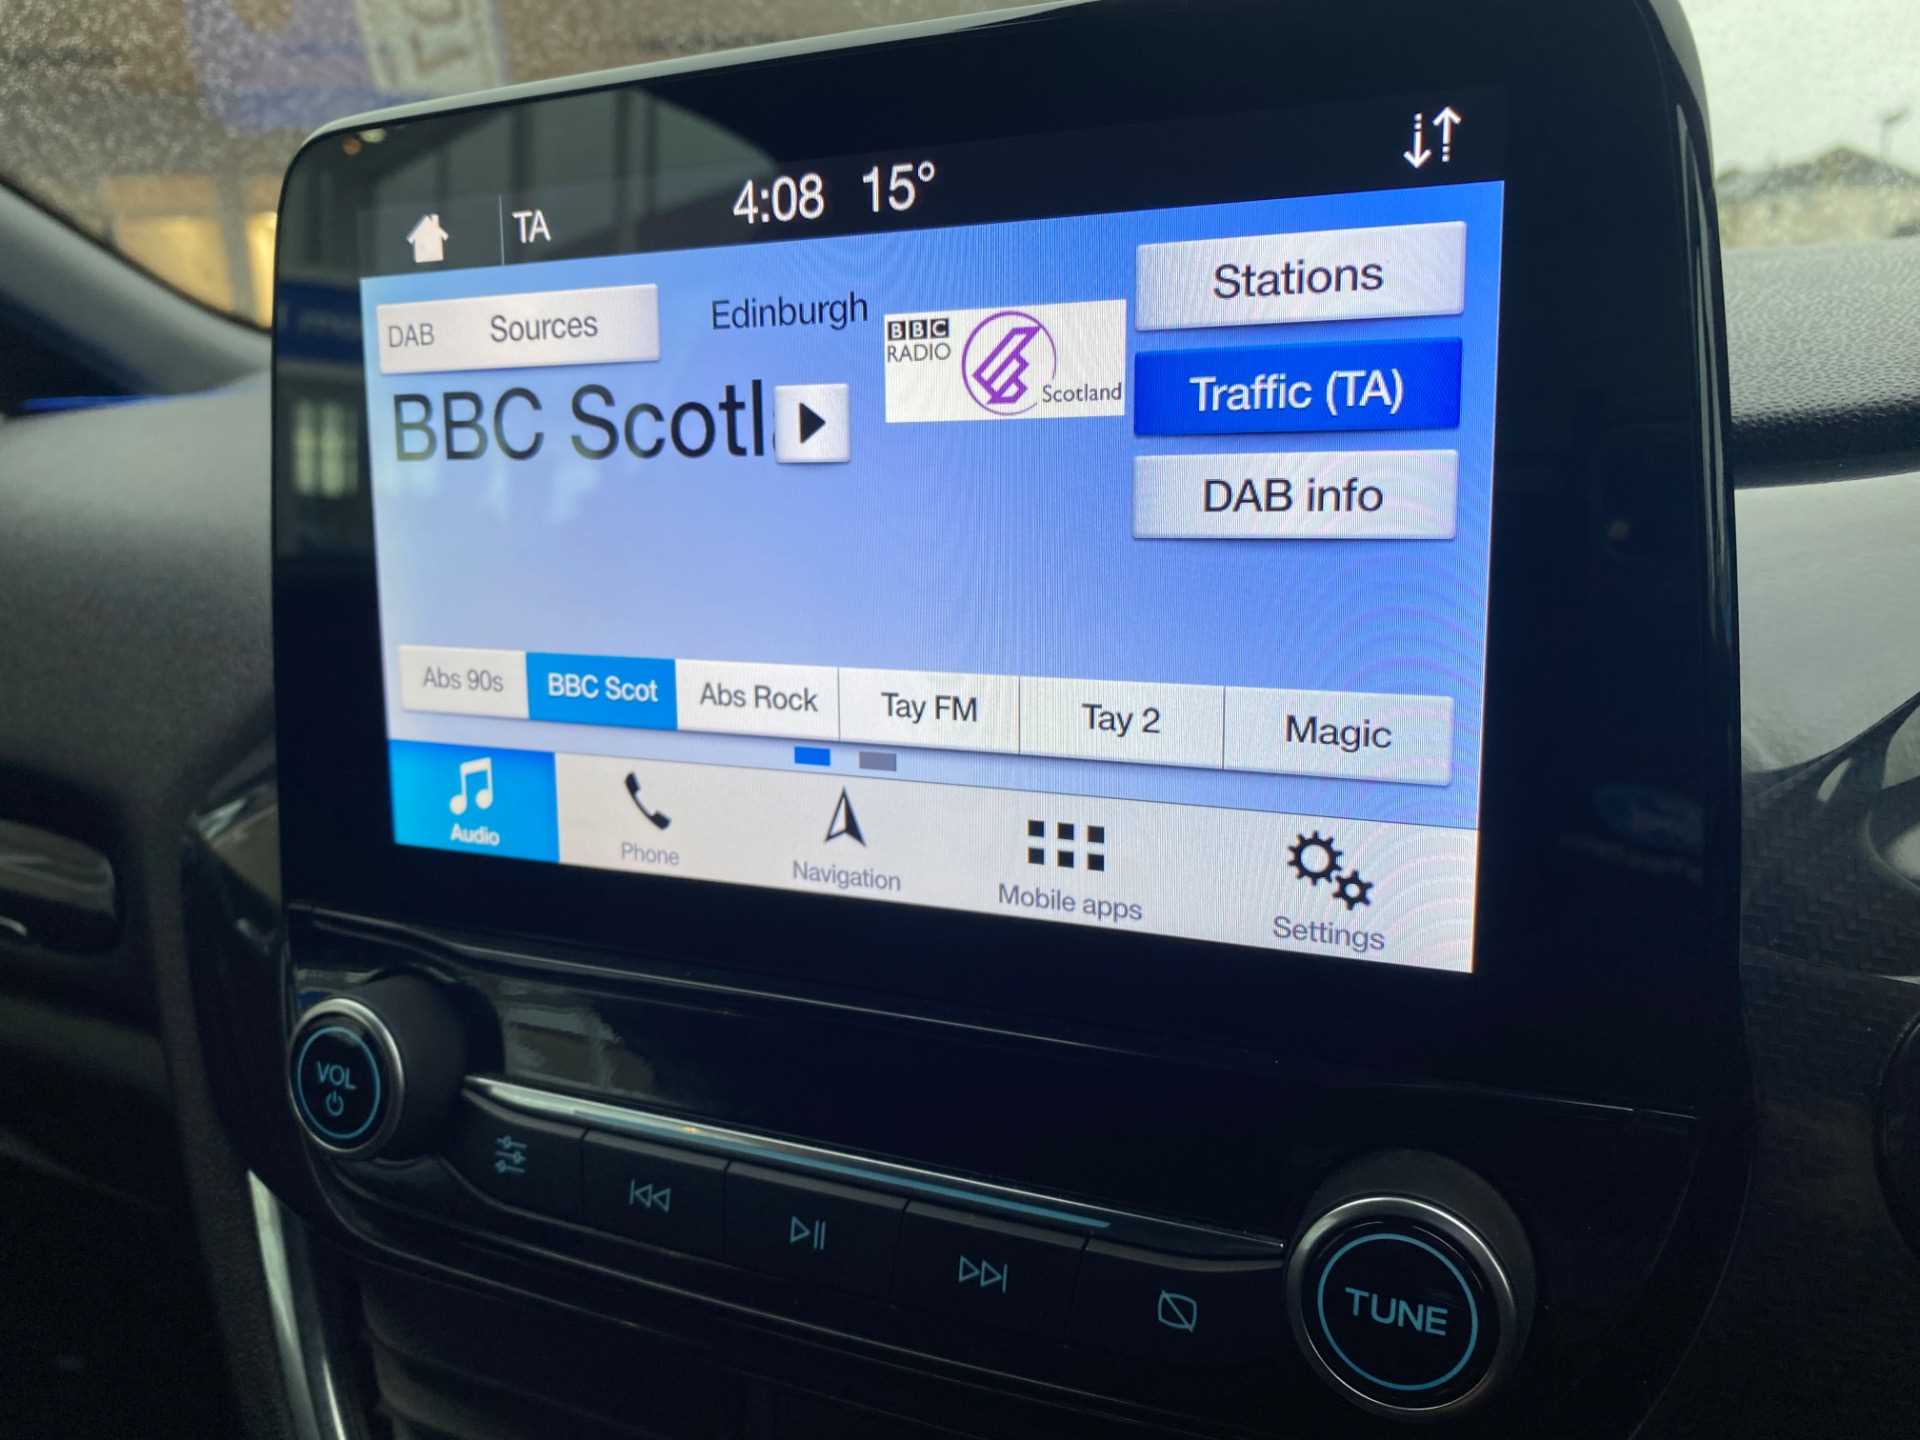 TA
4:08 15°
DAB Sources
Edinburgh
BBC
RADIO
Scotland
Stations
BBC Scotl
Traffic (TA)
DAB info
Abs 90s
BBC Scot
Abs Rock
Tay FM
Tay 2
Magic
Audio
Phone
Navigation
Mobile apps
Settings
VOL
TUNE